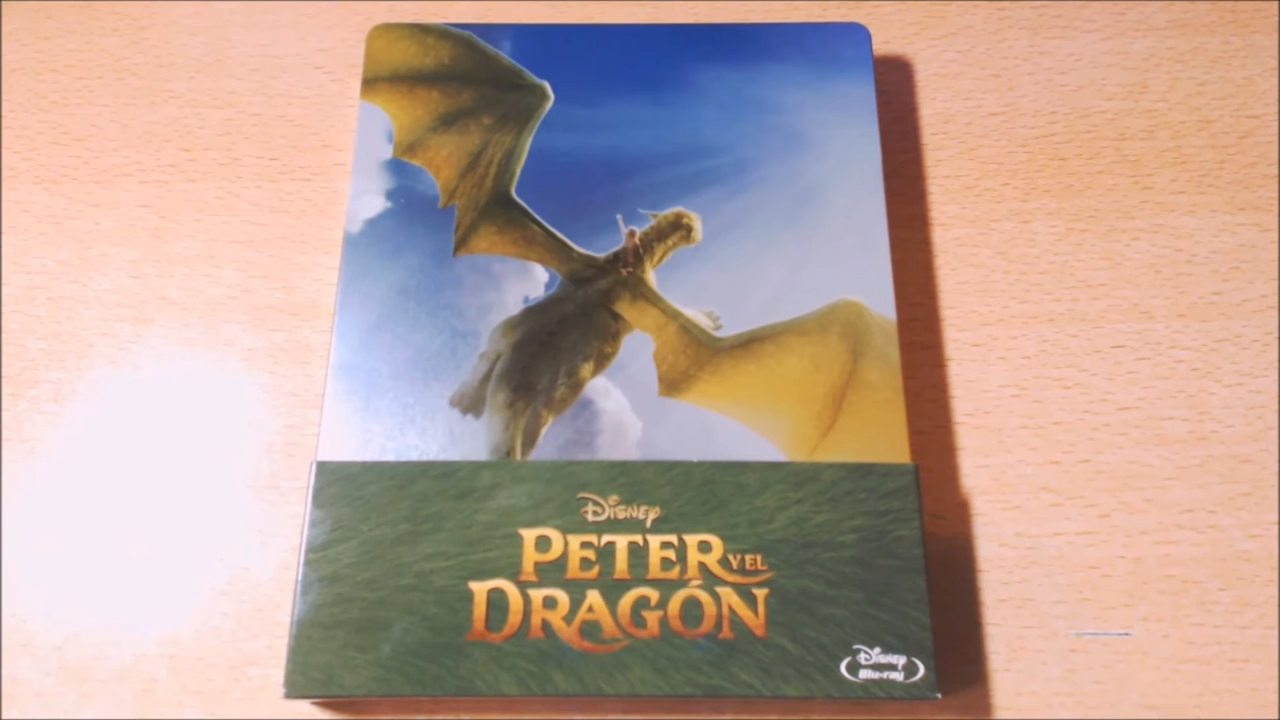 Disney
PETER Y EL
DRAGÓN
Disney
Blu-ray